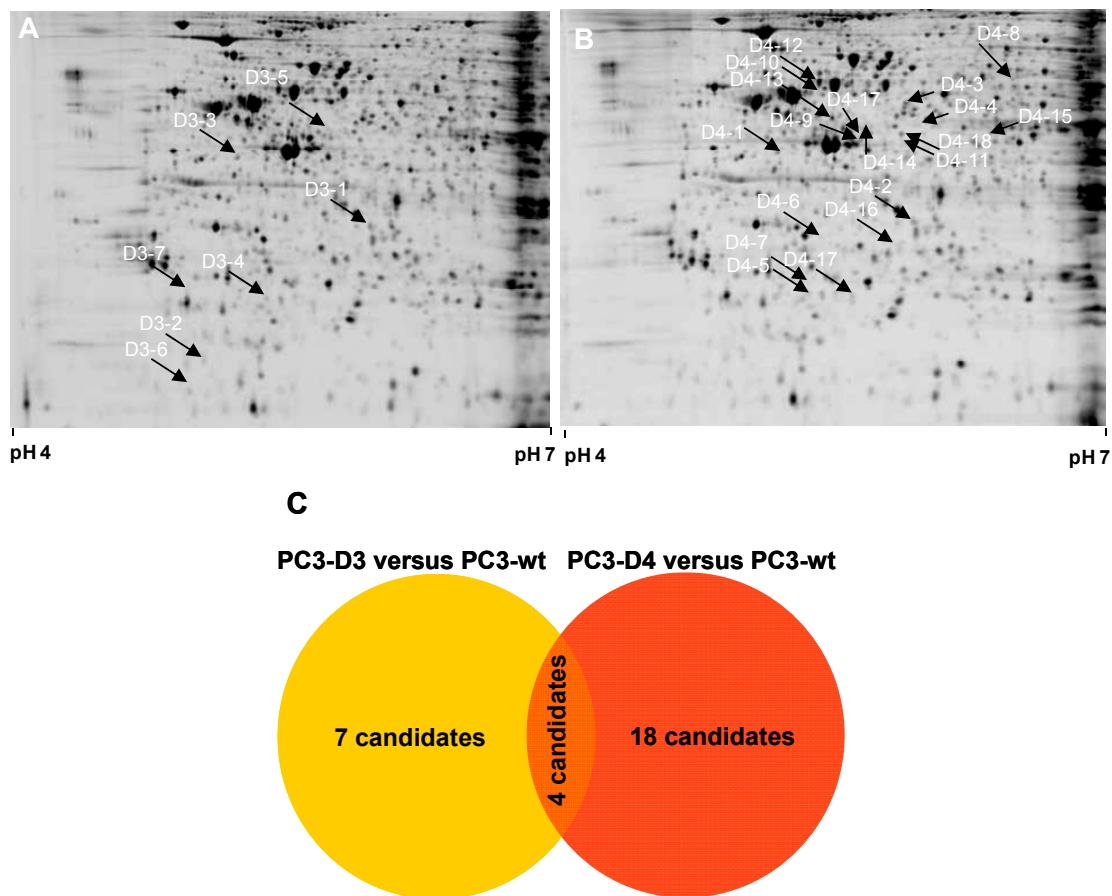 A
D3-5
D3-3
D3-1
D3-7
D3-4
D3-2
D3-6
pH 4
pH 7
B
D4-8
D4-12
D4-10
D4-13
D4-17
D4-3
D4-4
D4-15
D4-1
D4-9
D4-18
D4-11
D4-14
D4-2
D4-6
D4-16
D4-7
D4-17
D4-5
pH 4
pH 7
C
PC3-D3 versus PC3-wt
PC3-D4 versus PC3-wt
7 candidates
4 candidates
18 candidates